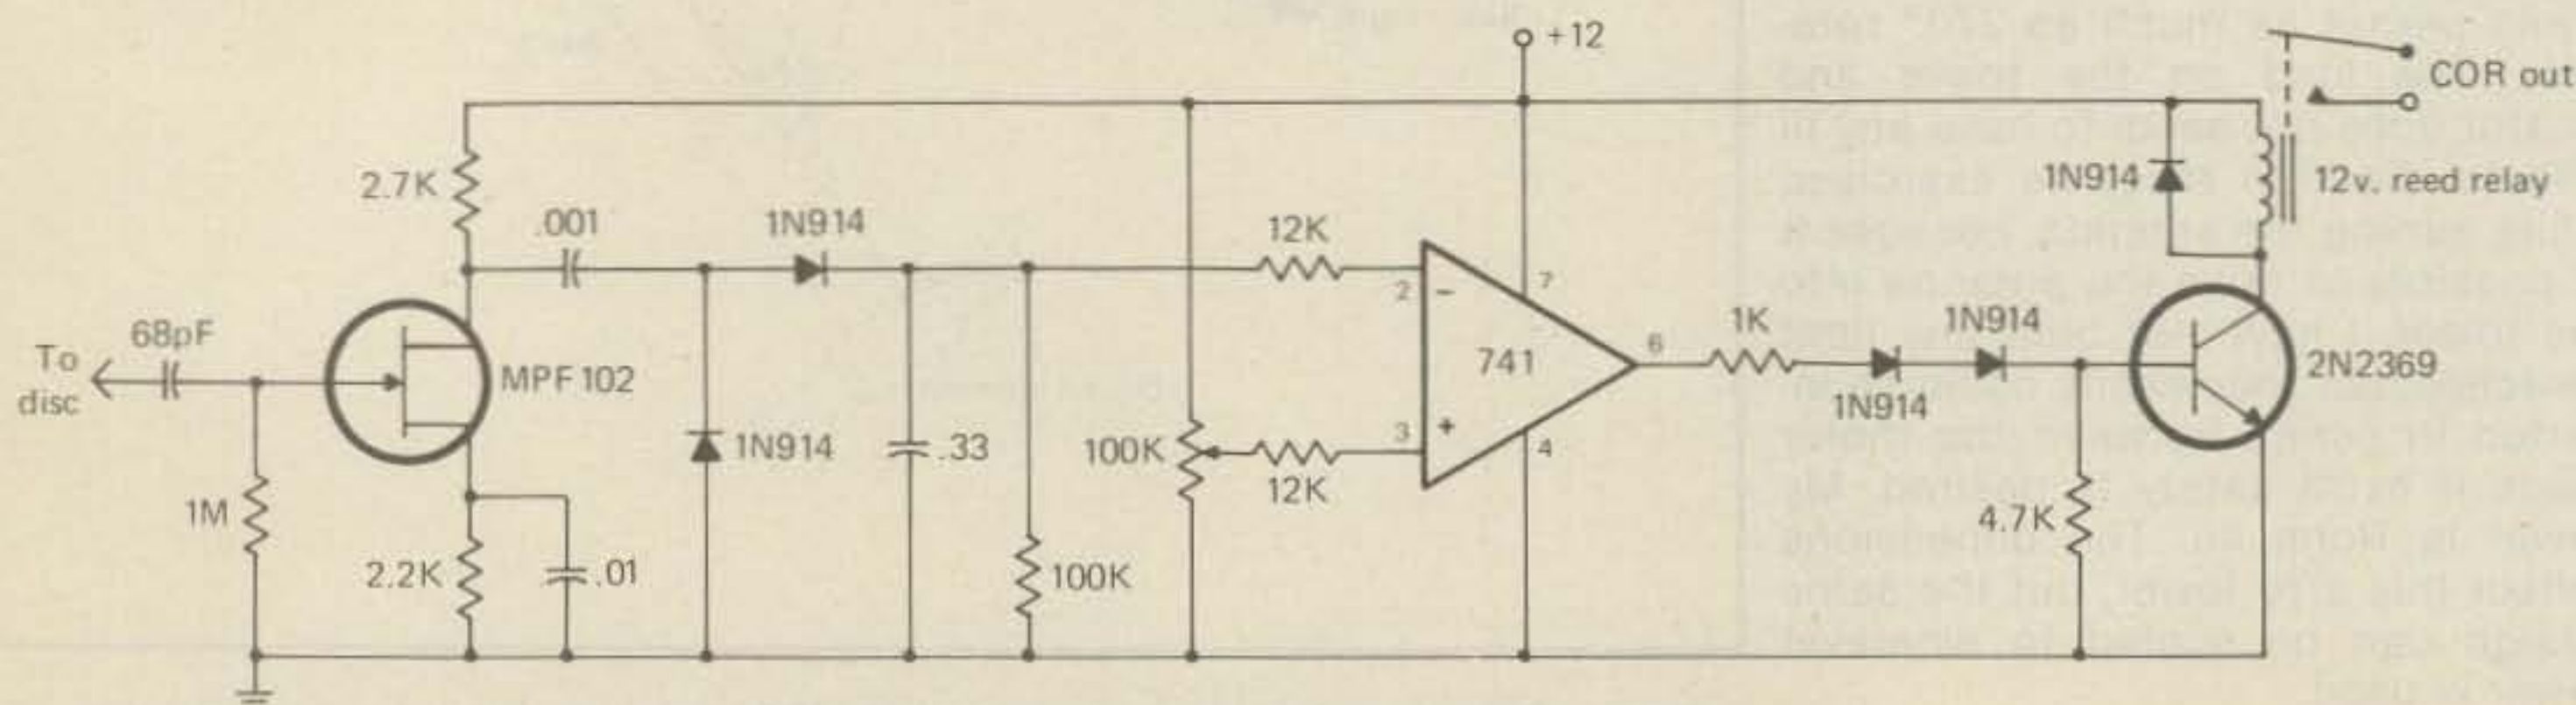 +12
COR out
2.7K
.001
1N914
12K
1N914
12v. reed relay
68pF
To
disc
MPF102
1M
2.2K
.01
1N914
.33
100K
100K
12K
2
-
3
+
741
7
4
6
1K
1N914
1N914
2N2369
4.7K